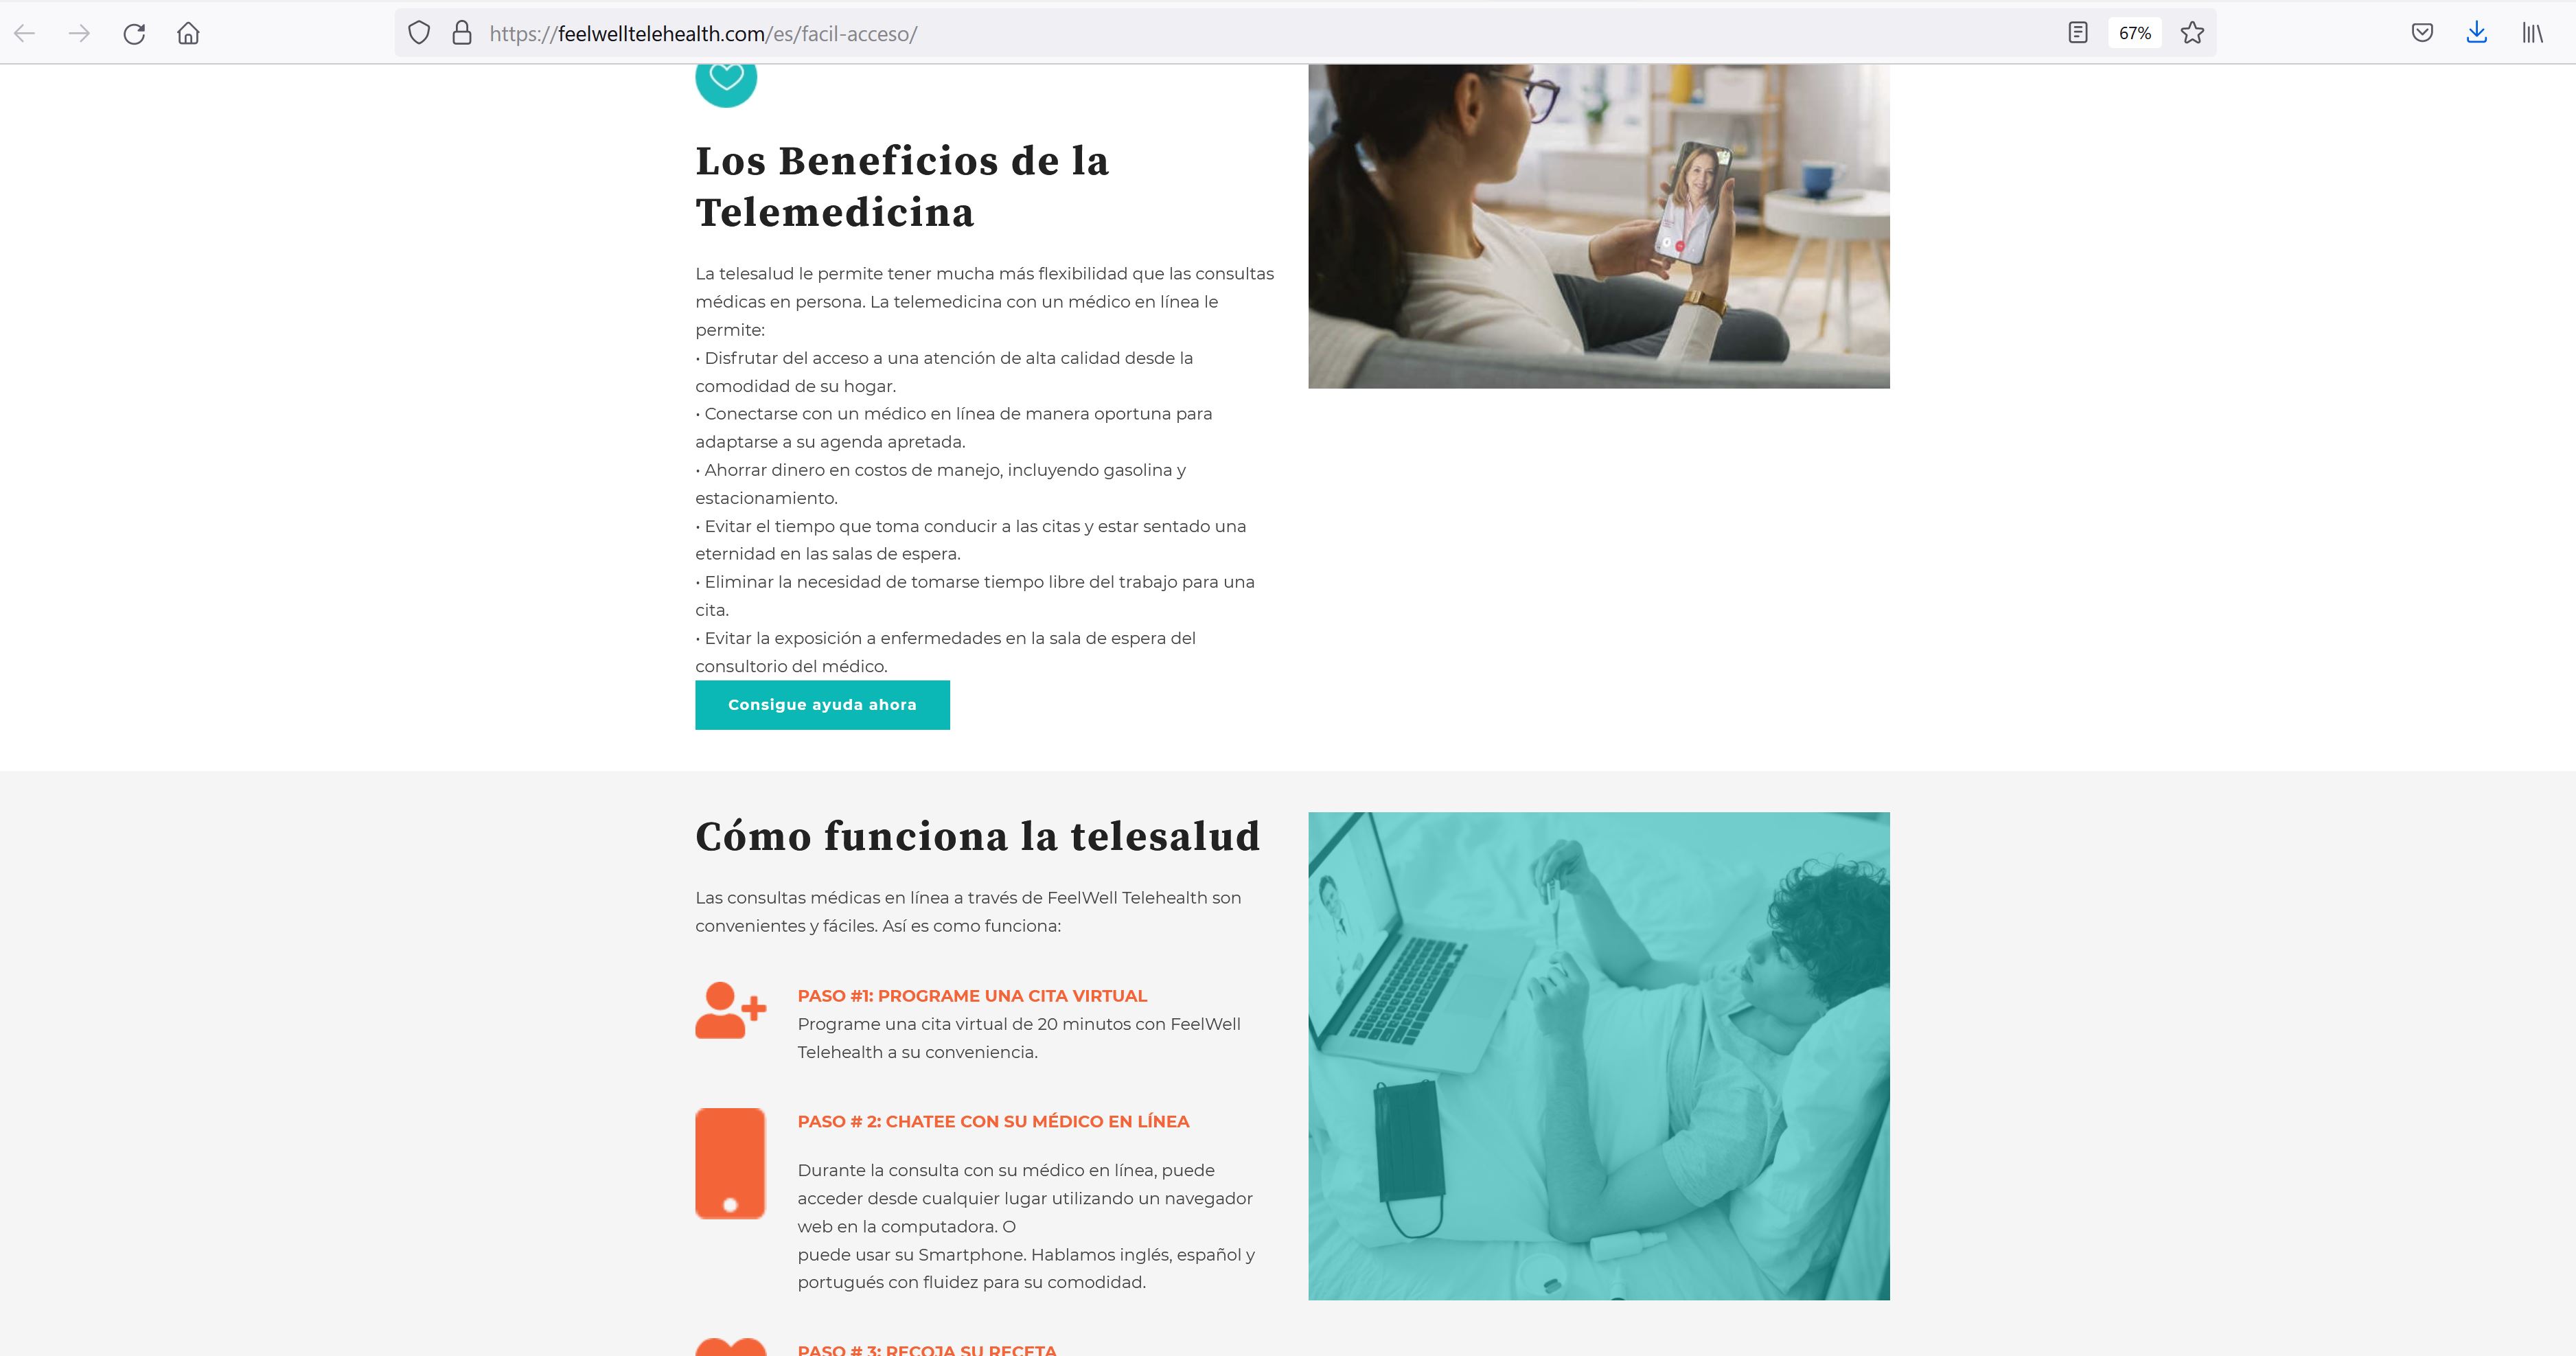 https://feelwelltelehealth.com/es/facil-acceso/
67%
Los Beneficios de la
Telemedicina
La telesalud le permite tener mucha más flexibilidad que las consultas
médicas en persona. La telemedicina con un médico en línea le
permite:
• Disfrutar del acceso a una atención de alta calidad desde la
comodidad de su hogar.
• Conectarse con un médico en línea de manera oportuna para
adaptarse a su agenda apretada.
• Ahorrar dinero en costos de manejo, incluyendo gasolina y
estacionamiento.
• Evitar el tiempo que toma conducir a las citas y estar sentado una
eternidad en las salas de espera.
• Eliminar la necesidad de tomarse tiempo libre del trabajo para una
cita.
• Evitar la exposición a enfermedades en la sala de espera del
consultorio del médico.
Consigue ayuda ahora
Cómo funciona la telesalud
Las consultas médicas en línea a través de FeelWell Telehealth son
convenientes y fáciles. Así es como funciona:
PASO #1: PROGRAME UNA CITA VIRTUAL
Programe una cita virtual de 20 minutos con FeelWell
Telehealth a su conveniencia.
PASO # 2: CHATEE CON SU MÉDICO EN LÍNEA
Durante la consulta con su médico en línea, puede
acceder desde cualquier lugar utilizando un navegador
web en la computadora. O
puede usar su Smartphone. Hablamos inglés, español y
portugués con fluidez para su comodidad.
PASO # 3: RECOJA SU RECETA